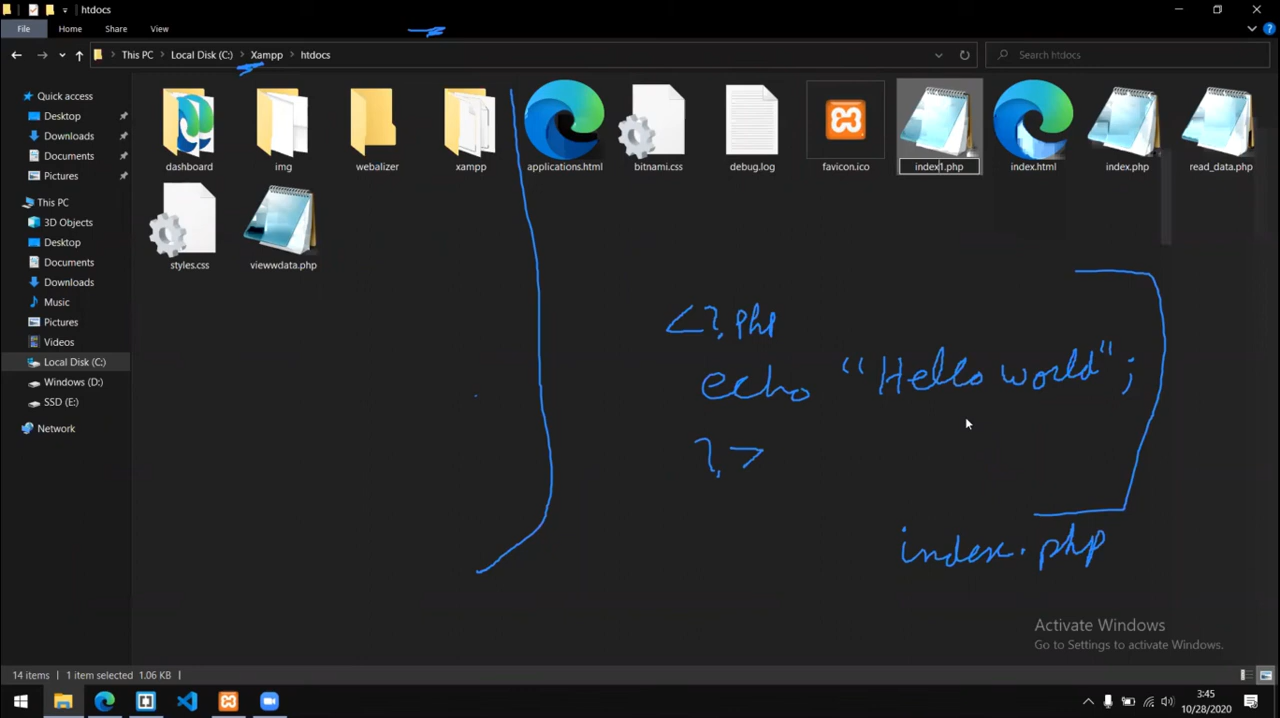 htdocs
File Home Share View
This PC Local Disk (C:) Xampp htdocs Search htdocs
Quick access
Desktop
Downloads
Documents
Pictures
This PC
3D Objects
Desktop
Documents
Downloads
Music
Pictures
Videos
Local Disk (C:)
Windows (D:)
SSD (E:)
Network
dashboard img webalizer xampp applications.html bitnami.css debug.log favicon.ico index1.php index.html index.php read_data.php
styles.css viewwdata.php
<?php
echo "Hello world";
?>
index.php
Activate Windows
Go to Settings to activate Windows.
14 items 1 item selected 1.06 KB
3:45
10/28/2020